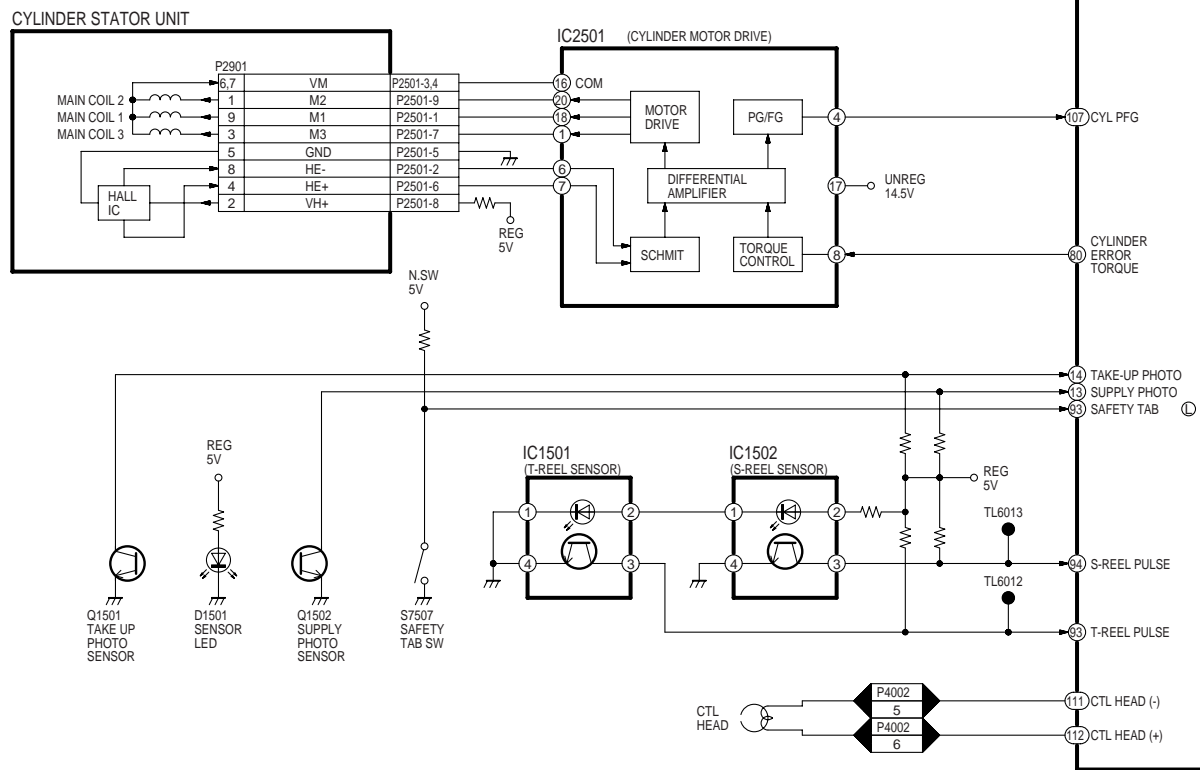 CYLINDER STATOR UNIT
P2901
6,7 VM P2501-3,4
MAIN COIL 2 1 M2 P2501-9
MAIN COIL 1 9 M1 P2501-1
MAIN COIL 3 3 M3 P2501-7
5 GND P2501-5
8 HE- P2501-2
4 HE+ P2501-6
2 VH+ P2501-8
HALL
IC
REG
5V
IC2501 (CYLINDER MOTOR DRIVE)
16 COM
20
18
1
6
7
MOTOR
DRIVE
PG/FG
DIFFERENTIAL
AMPLIFIER
SCHMIT
TORQUE
CONTROL
4
17
8
UNREG
14.5V
107 CYL PFG
80 CYLINDER
ERROR
TORQUE
N.SW
5V
14 TAKE-UP PHOTO
13 SUPPLY PHOTO
93 SAFETY TAB L
REG
5V
IC1501
(T-REEL SENSOR)
1 2
4 3
IC1502
(S-REEL SENSOR)
1 2
4 3
REG
5V
TL6013
94 S-REEL PULSE
TL6012
93 T-REEL PULSE
Q1501
TAKE UP
PHOTO
SENSOR
D1501
SENSOR
LED
Q1502
SUPPLY
PHOTO
SENSOR
S7507
SAFETY
TAB SW
CTL
HEAD
P4002
5
P4002
6
111 CTL HEAD (-)
112 CTL HEAD (+)